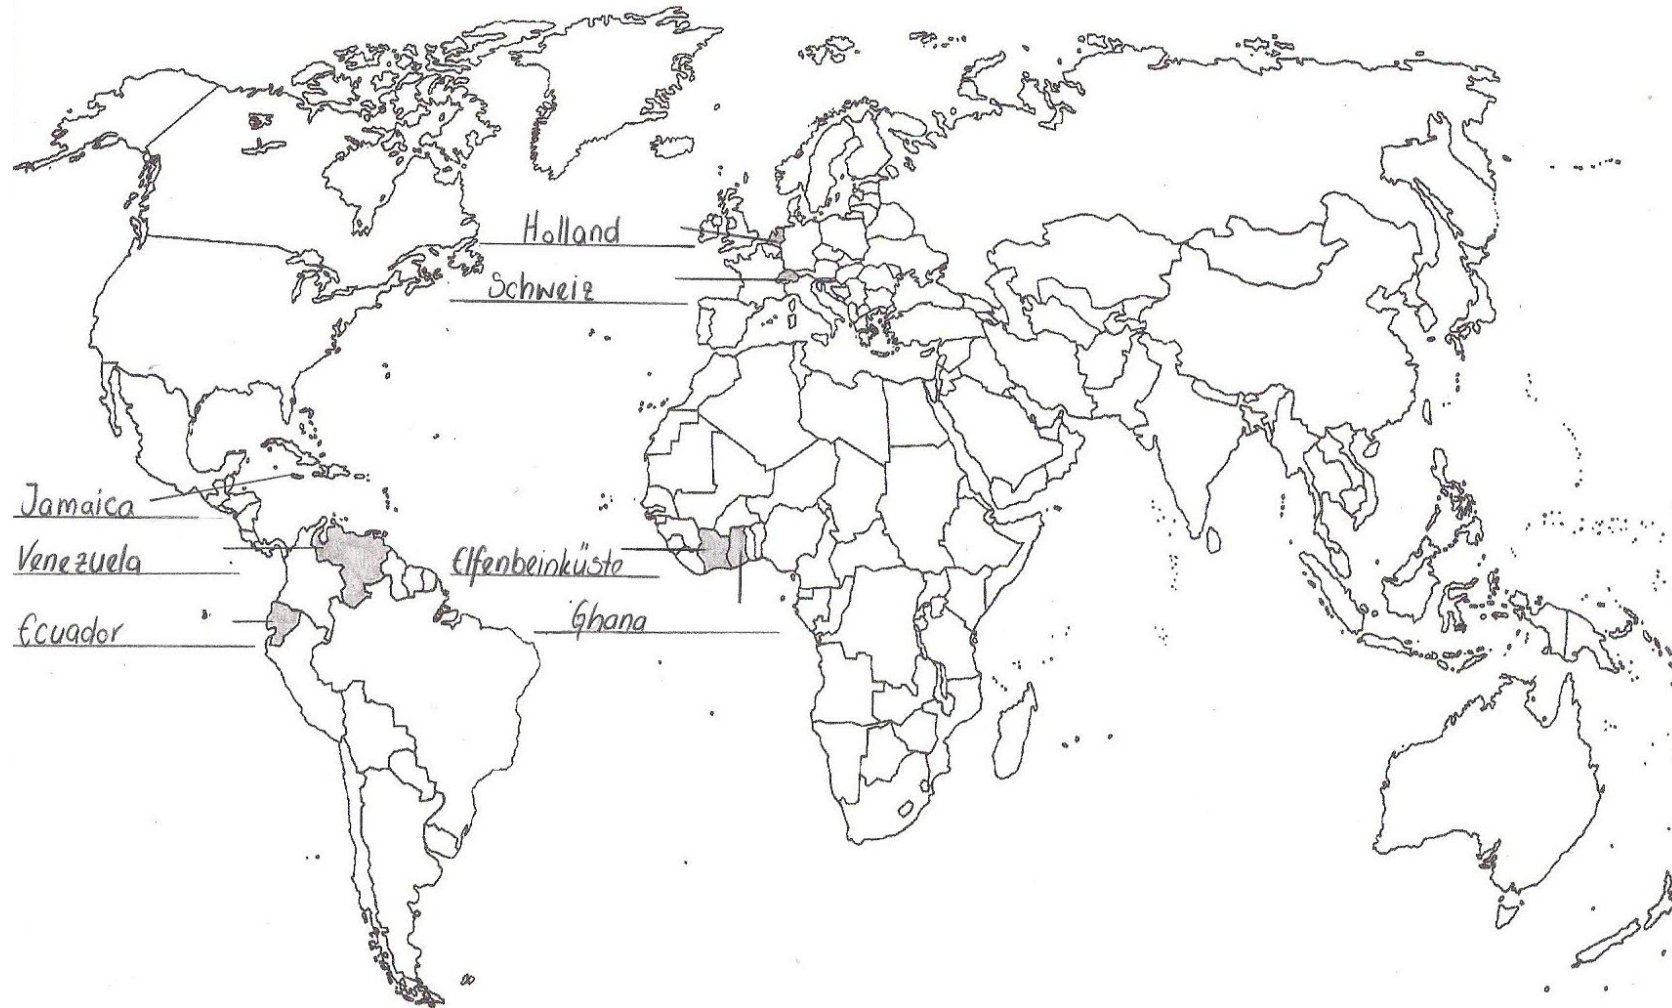 Holland
Schweiz
Jamaica
Venezuela
Elfenbeinküste
Ecuador
Ghana